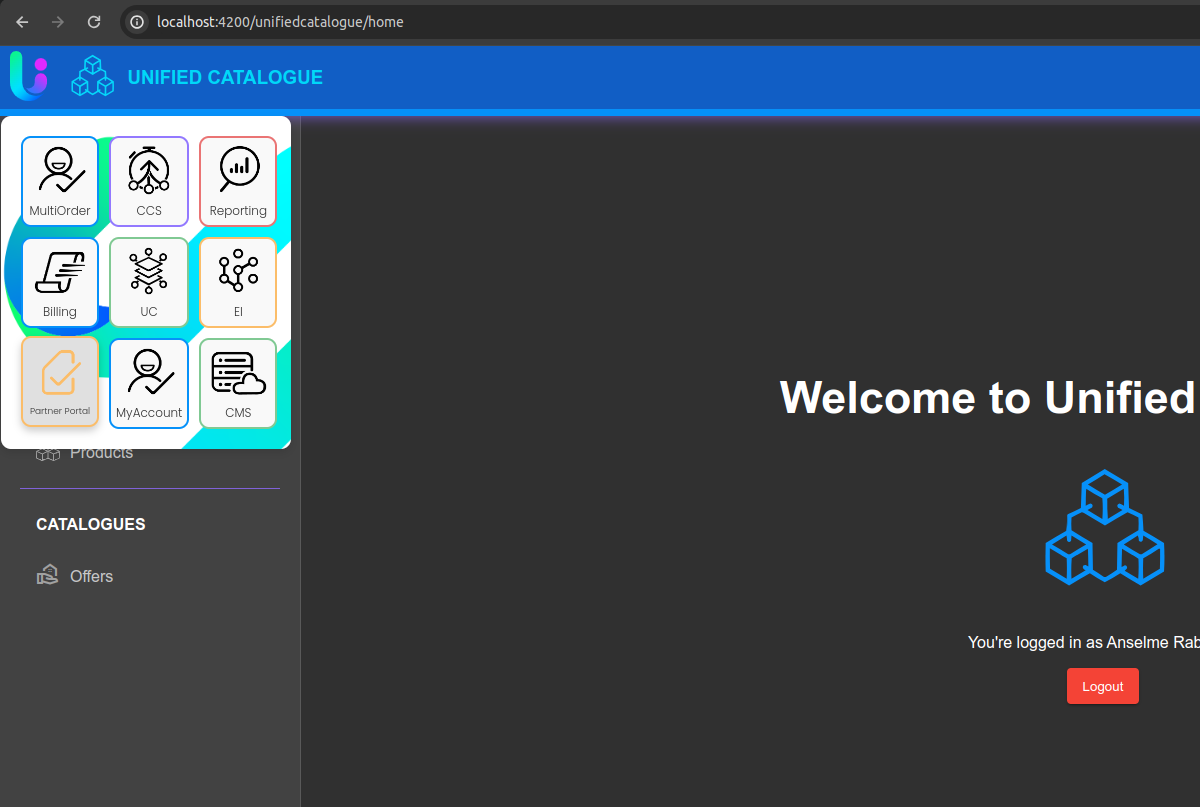 localhost:4200/unifiedcatalogue/home
UNIFIED CATALOGUE
MultiOrder
CCS
Reporting
Billing
UC
EI
Partner Portal
MyAccount
CMS
Products
CATALOGUES
Offers
Welcome to Unified
You're logged in as Anselme Rab
Logout